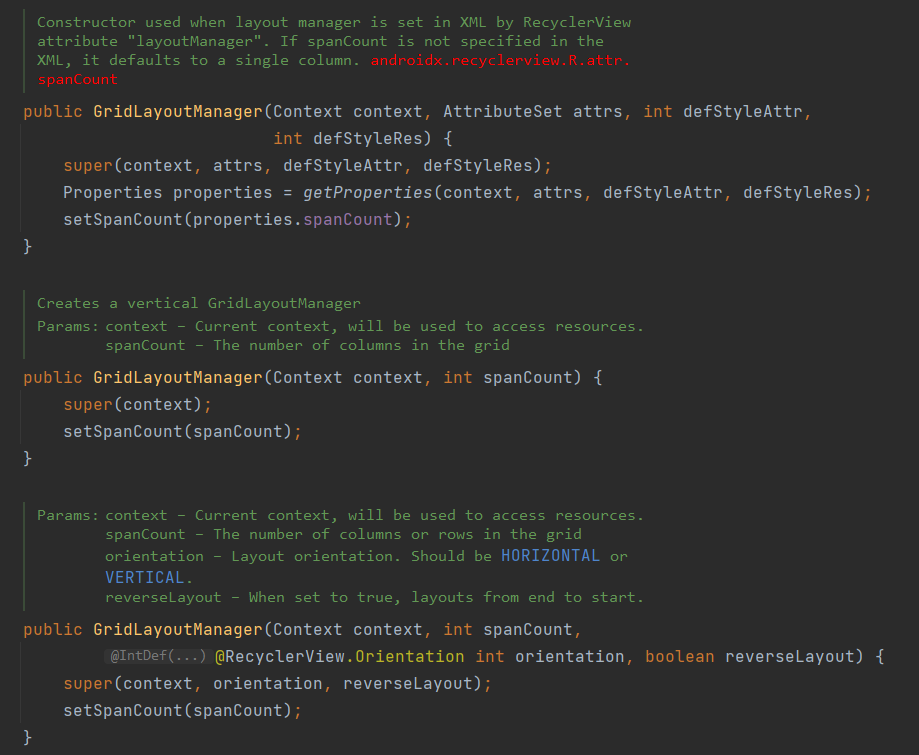 Constructor used when layout manager is set in XML by RecyclerView
attribute "layoutManager". If spanCount is not specified in the
XML, it defaults to a single column. androidx.recyclerview.R.attr.
spanCount
public GridLayoutManager(Context context, AttributeSet attrs, int defStyleAttr,
int defStyleRes) {
super(context, attrs, defStyleAttr, defStyleRes);
Properties properties = getProperties(context, attrs, defStyleAttr, defStyleRes);
setSpanCount(properties.spanCount);
}
Creates a vertical GridLayoutManager
Params: context – Current context, will be used to access resources.
spanCount – The number of columns in the grid
public GridLayoutManager(Context context, int spanCount) {
super(context);
setSpanCount(spanCount);
}
Params: context – Current context, will be used to access resources.
spanCount – The number of columns or rows in the grid
orientation – Layout orientation. Should be HORIZONTAL or
VERTICAL.
reverseLayout – When set to true, layouts from end to start.
public GridLayoutManager(Context context, int spanCount,
@IntDef(...) @RecyclerView.Orientation int orientation, boolean reverseLayout) {
super(context, orientation, reverseLayout);
setSpanCount(spanCount);
}